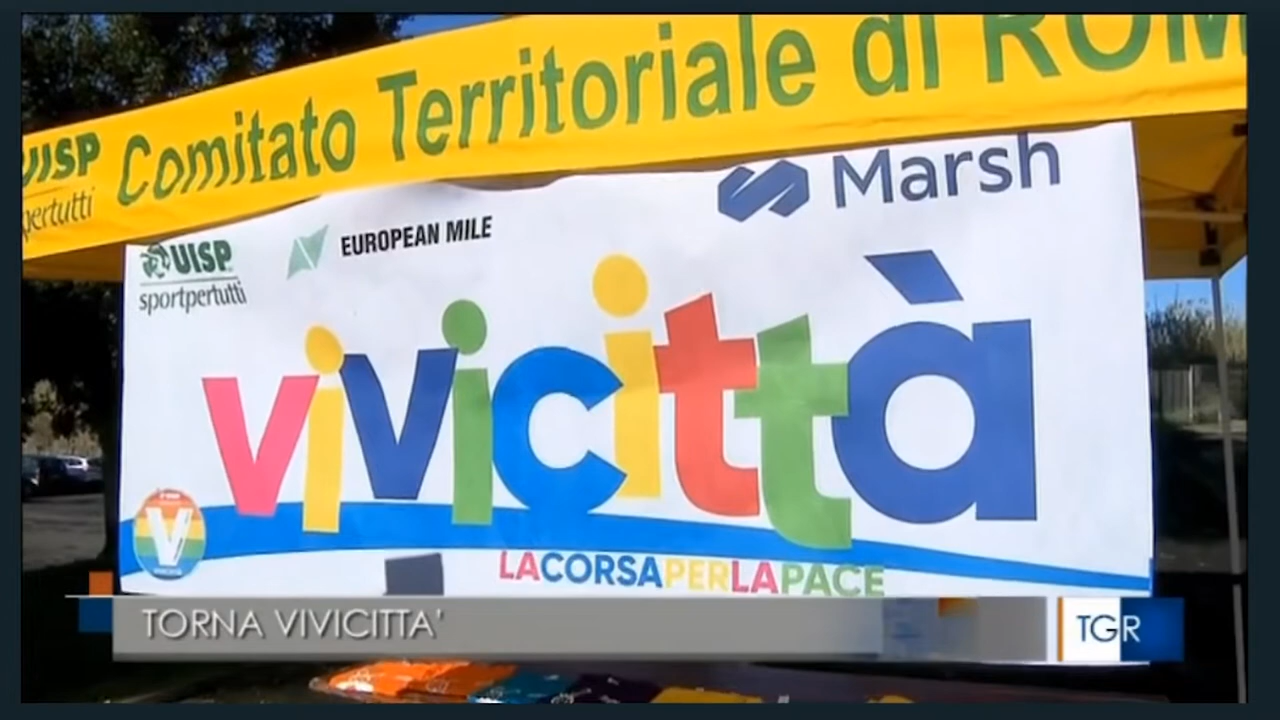 UISP
sportpertutti
Comitato Territoriale di ROM
Marsh
UISP
sportpertutti
EUROPEAN MILE
vivicittà
V
LACORSAPERLAPACE
TORNA VIVICITTA'
TGR